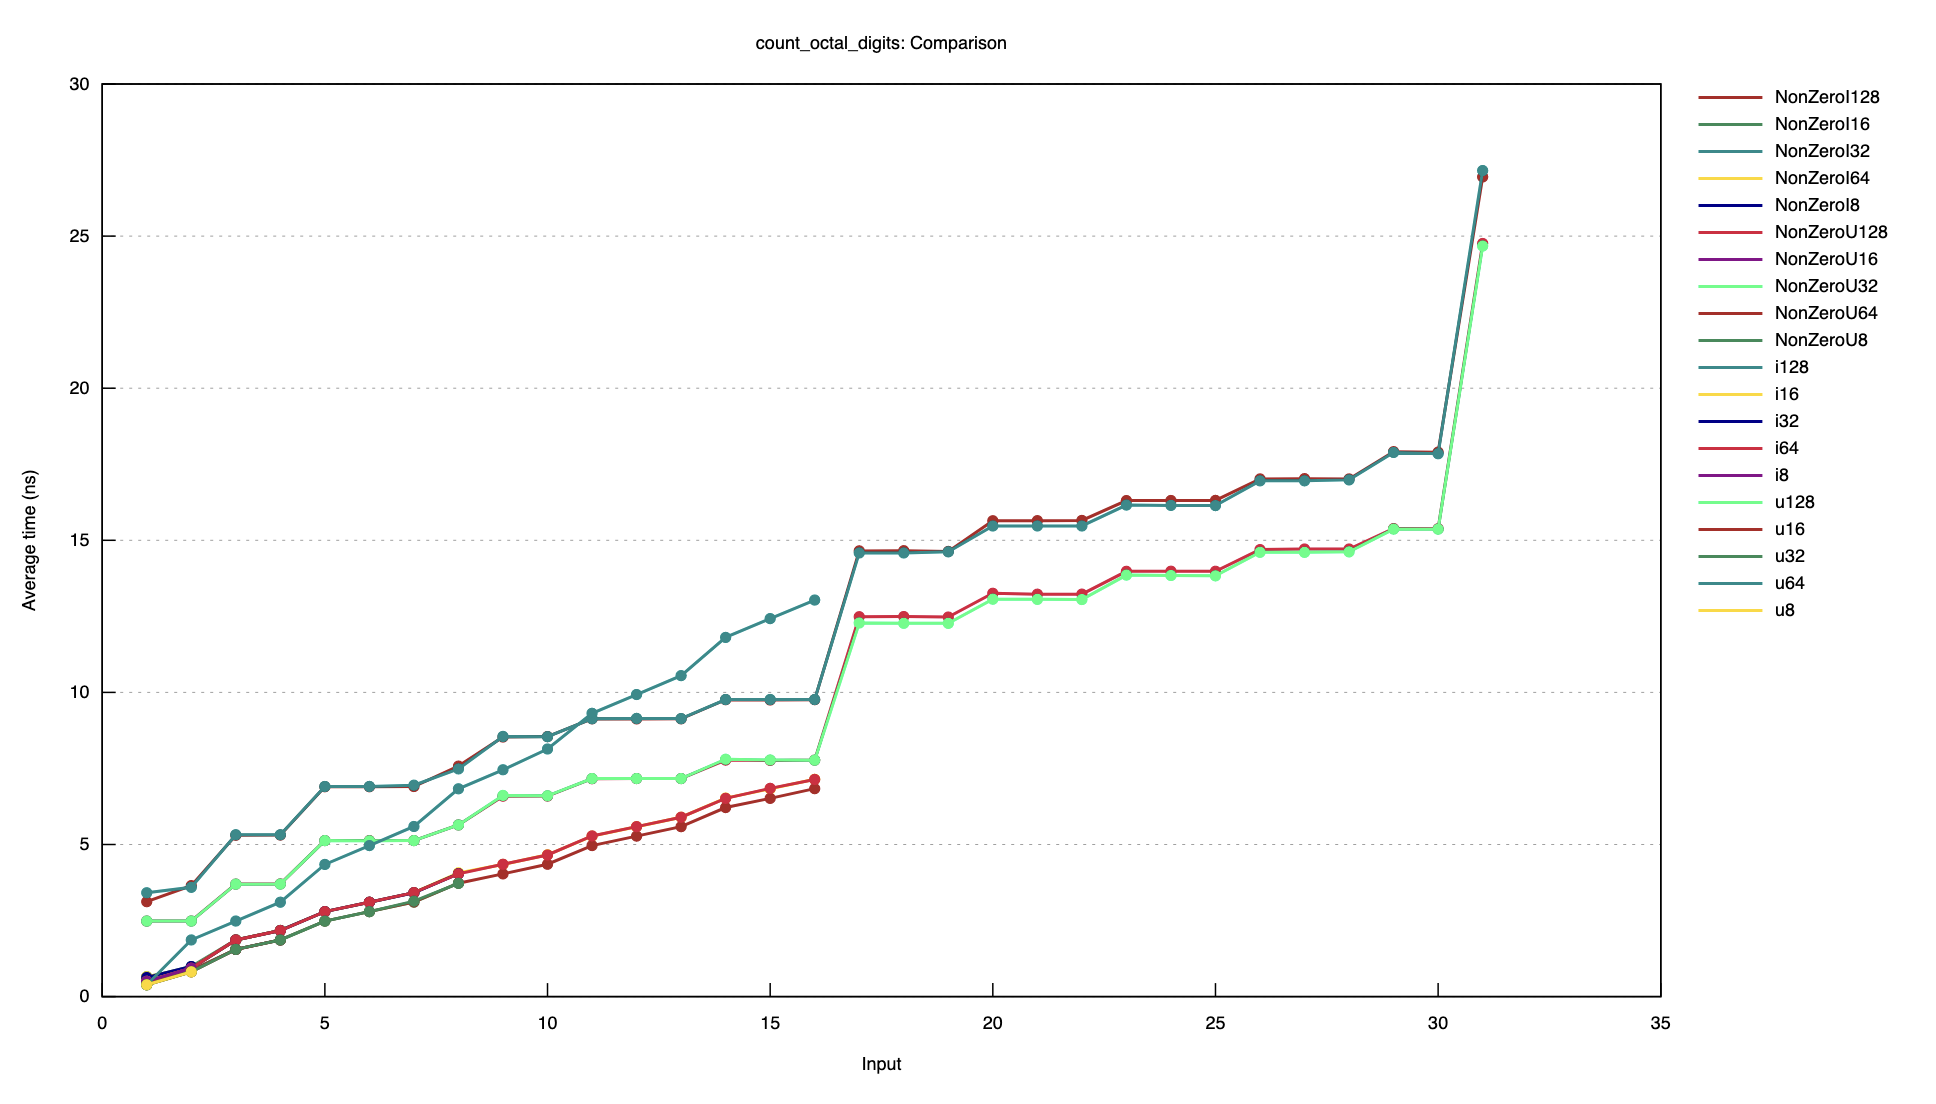 count_octal_digits: Comparison
30
25
20
15
10
5
0
Average time (ns)
0 5 10 15 20 25 30 35
Input
NonZeroI128
NonZeroI16
NonZeroI32
NonZeroI64
NonZeroI8
NonZeroU128
NonZeroU16
NonZeroU32
NonZeroU64
NonZeroU8
i128
i16
i32
i64
i8
u128
u16
u32
u64
u8